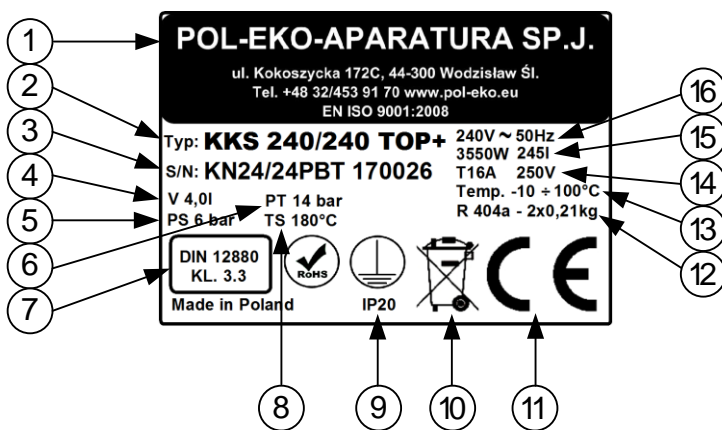 POL-EKO-APARATURA SP.J.
ul. Kokoszycka 172C, 44-300 Wodzisław Śl.
Tel. +48 32/453 91 70 www.pol-eko.eu
EN ISO 9001:2008
Typ: KKS 240/240 TOP+
S/N: KN24/24PBT 170026
V 4,0l
PT 14 bar
PS 6 bar
TS 180°C
240V ~ 50Hz
3550W 245l
T16A 250V
Temp. -10 ÷ 100°C
R 404a - 2x0,21kg
DIN 12880
KL. 3.3
RoHS
IP20
CE
Made in Poland
1
2
3
4
5
6
7
8
9
10
11
12
13
14
15
16